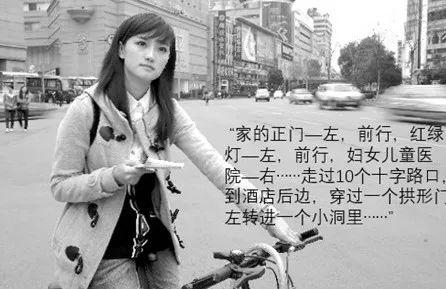 “家的正门—左，前行，红绿
灯—左，前行，妇女儿童医
院—右……走过10个十字路口，
到酒店后边，穿过一个拱形门
左转进一个小洞里……”